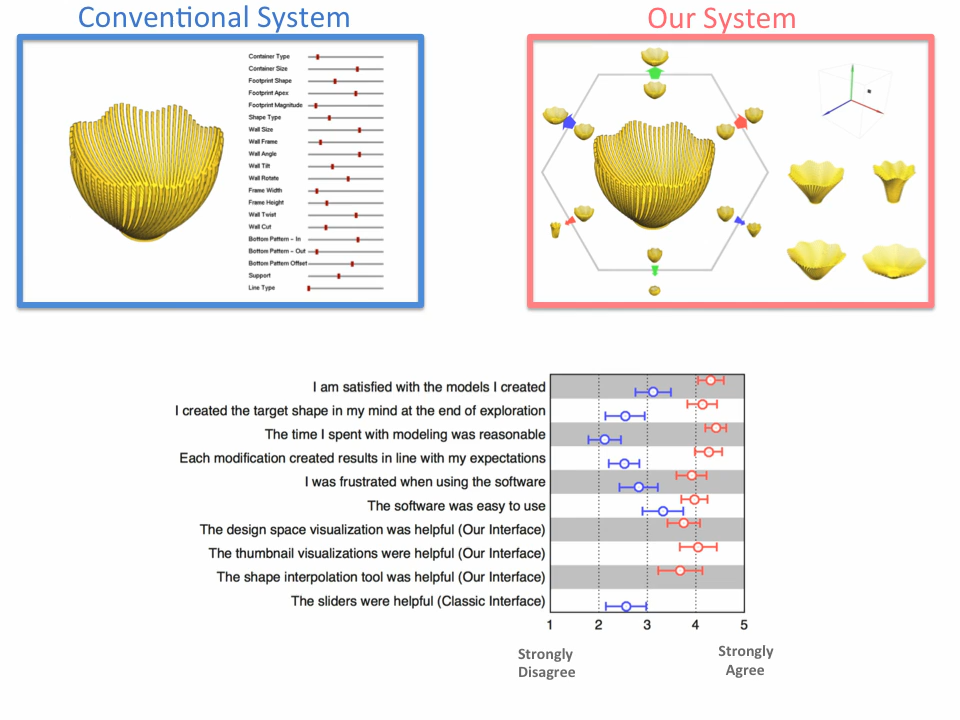 Conventional System
Our System
Container Type
Container Size
Footprint Shape
Footprint Apex
Footprint Magnitude
Shape Type
Wall Size
Wall Frame
Wall Angle
Wall Tilt
Wall Rotate
Frame Width
Frame Height
Wall Twist
Wall Cut
Bottom Pattern - In
Bottom Pattern - Out
Bottom Pattern Offset
Support
Line Type
I am satisfied with the models I created
I created the target shape in my mind at the end of exploration
The time I spent with modeling was reasonable
Each modification created results in line with my expectations
I was frustrated when using the software
The software was easy to use
The design space visualization was helpful (Our Interface)
The thumbnail visualizations were helpful (Our Interface)
The shape interpolation tool was helpful (Our Interface)
The sliders were helpful (Classic Interface)
1 2 3 4 5
Strongly Disagree
Strongly Agree